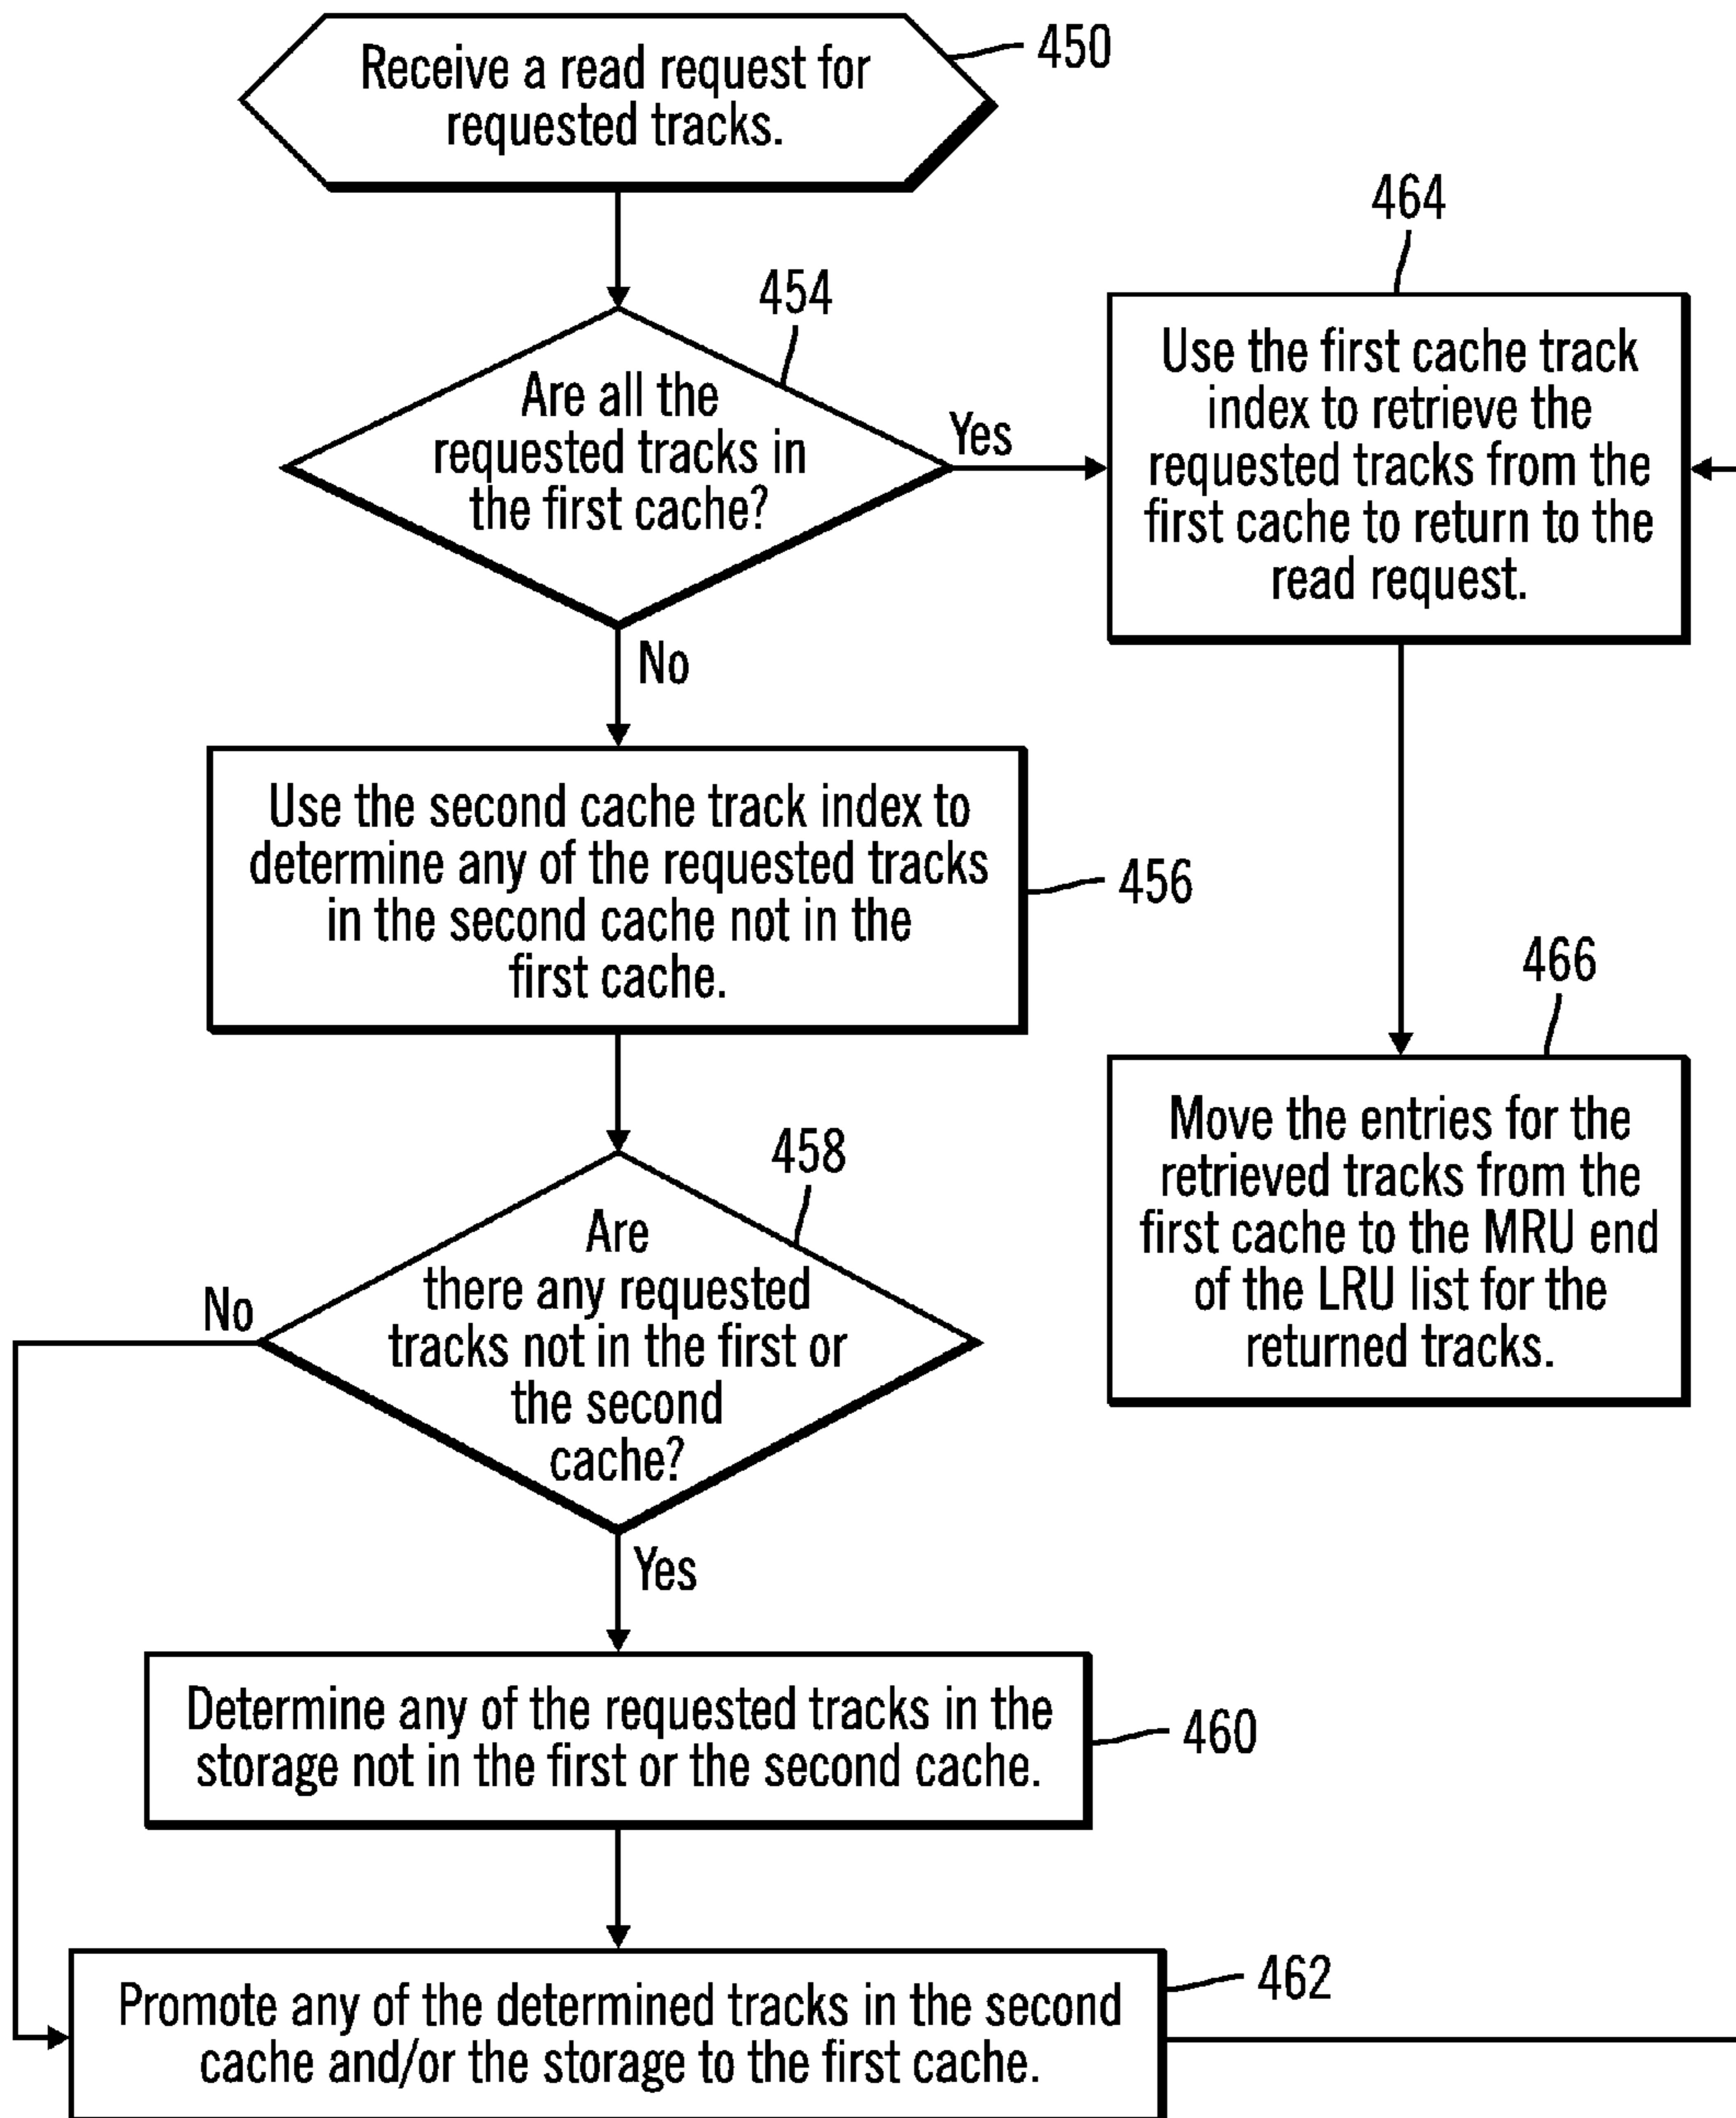 Receive a read request for
requested tracks.
450
454
Are all the
requested tracks in
the first cache?
Yes
No
464
Use the first cache track
index to retrieve the
requested tracks from the
first cache to return to the
read request.
Use the second cache track index to
determine any of the requested tracks
in the second cache not in the
first cache.
456
466
Move the entries for the
retrieved tracks from the
first cache to the MRU end
of the LRU list for the
returned tracks.
458
Are
there any requested
tracks not in the first or
the second
cache?
No
Yes
Determine any of the requested tracks in the
storage not in the first or the second cache.
460
Promote any of the determined tracks in the second
cache and/or the storage to the first cache.
462